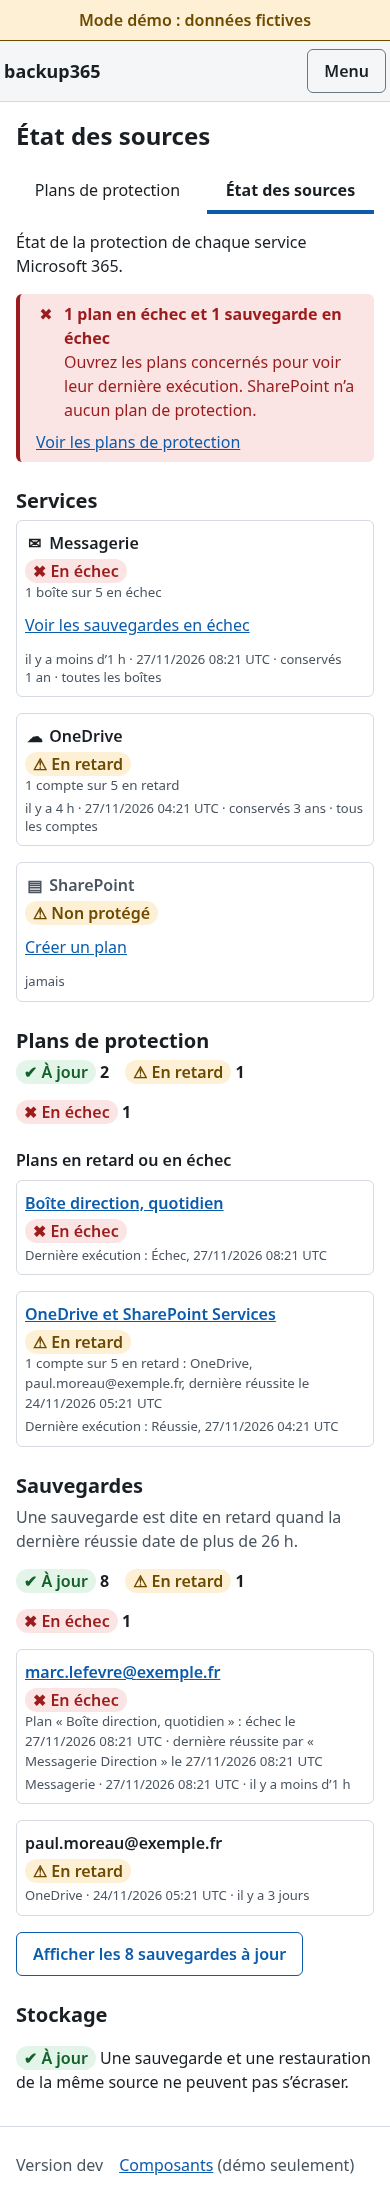 Mode démo : données fictives
backup365
Menu
État des sources
Plans de protection
État des sources
État de la protection de chaque service
Microsoft 365.
✖ 1 plan en échec et 1 sauvegarde en
échec
Ouvrez les plans concernés pour voir
leur dernière exécution. SharePoint n’a
aucun plan de protection.
Voir les plans de protection
Services
✉ Messagerie
✖ En échec
1 boîte sur 5 en échec
Voir les sauvegardes en échec
il y a moins d’1 h · 27/11/2026 08:21 UTC · conservés
1 an · toutes les boîtes
☁ OneDrive
⚠ En retard
1 compte sur 5 en retard
il y a 4 h · 27/11/2026 04:21 UTC · conservés 3 ans · tous
les comptes
▤ SharePoint
⚠ Non protégé
Créer un plan
jamais
Plans de protection
✔ À jour 2 ⚠ En retard 1
✖ En échec 1
Plans en retard ou en échec
Boîte direction, quotidien
✖ En échec
Dernière exécution : Échec, 27/11/2026 08:21 UTC
OneDrive et SharePoint Services
⚠ En retard
1 compte sur 5 en retard : OneDrive,
paul.moreau@exemple.fr, dernière réussite le
24/11/2026 05:21 UTC
Dernière exécution : Réussie, 27/11/2026 04:21 UTC
Sauvegardes
Une sauvegarde est dite en retard quand la
dernière réussie date de plus de 26 h.
✔ À jour 8 ⚠ En retard 1
✖ En échec 1
marc.lefevre@exemple.fr
✖ En échec
Plan « Boîte direction, quotidien » : échec le
27/11/2026 08:21 UTC · dernière réussite par «
Messagerie Direction » le 27/11/2026 08:21 UTC
Messagerie · 27/11/2026 08:21 UTC · il y a moins d’1 h
paul.moreau@exemple.fr
⚠ En retard
OneDrive · 24/11/2026 05:21 UTC · il y a 3 jours
Afficher les 8 sauvegardes à jour
Stockage
✔ À jour Une sauvegarde et une restauration
de la même source ne peuvent pas s’écraser.
Version dev Composants (démo seulement)